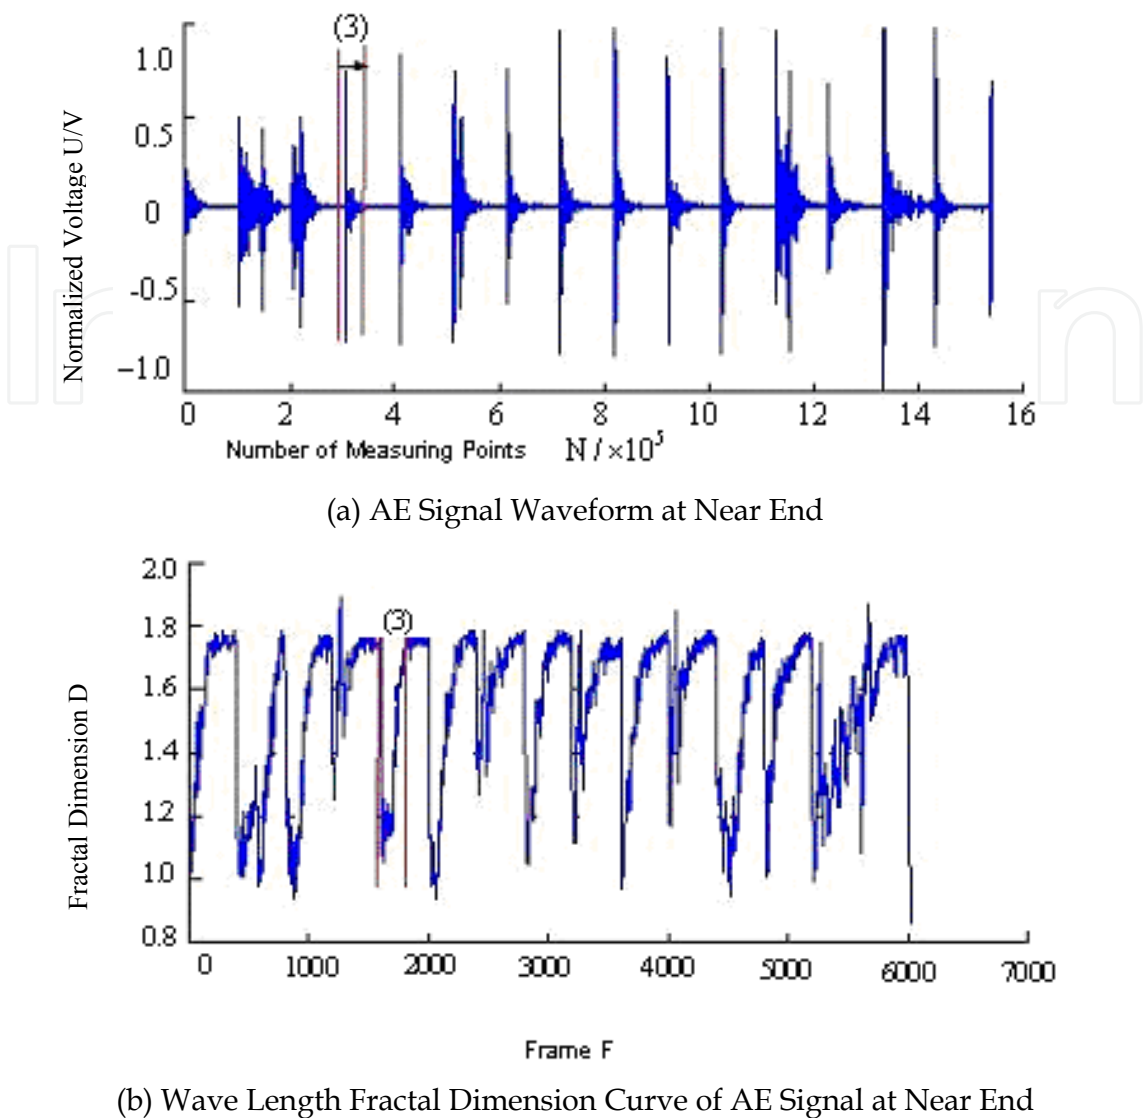 (3)
1.0
0.5
0
-0.5
-1.0
Normalized Voltage U/V
0 2 4 6 8 10 12 14 16
Number of Measuring Points N / ×10⁵
(a) AE Signal Waveform at Near End
2.0
1.8
1.6
1.4
1.2
1.0
0.8
(3)
Fractal Dimension D
0 1000 2000 3000 4000 5000 6000 7000
Frame F
(b) Wave Length Fractal Dimension Curve of AE Signal at Near End